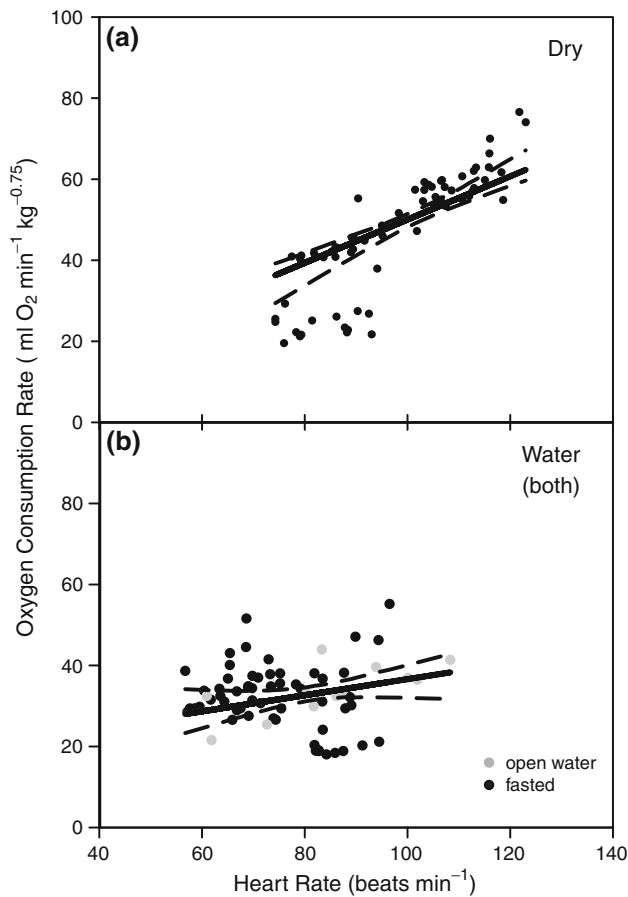 (a)
Dry
100
80
60
40
20
0
(b)
Water
(both)
80
60
40
20
0
open water
fasted
40
60
80
100
120
140
Heart Rate (beats min⁻¹)
Oxygen Consumption Rate ( ml O₂ min⁻¹ kg⁻⁰·⁷⁵)